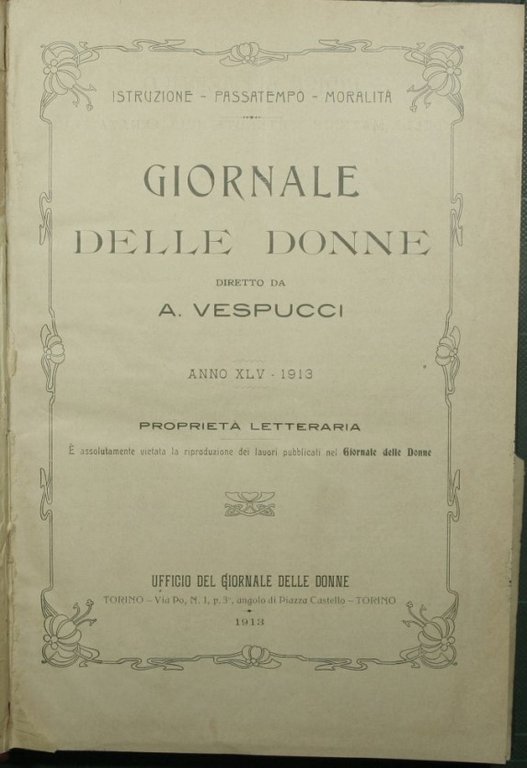 ISTRUZIONE - PASSATEMPO - MORALITÀ
GIORNALE
DELLE DONNE
DIRETTO DA
A. VESPUCCI
ANNO XLV - 1913
PROPRIETÀ LETTERARIA
È assolutamente vietata la riproduzione dei lavori pubblicati nel Giornale delle Donne
UFFICIO DEL GIORNALE DELLE DONNE
TORINO - Via Po, N. 1, p. 3°, angolo di Piazza Castello - TORINO
1913